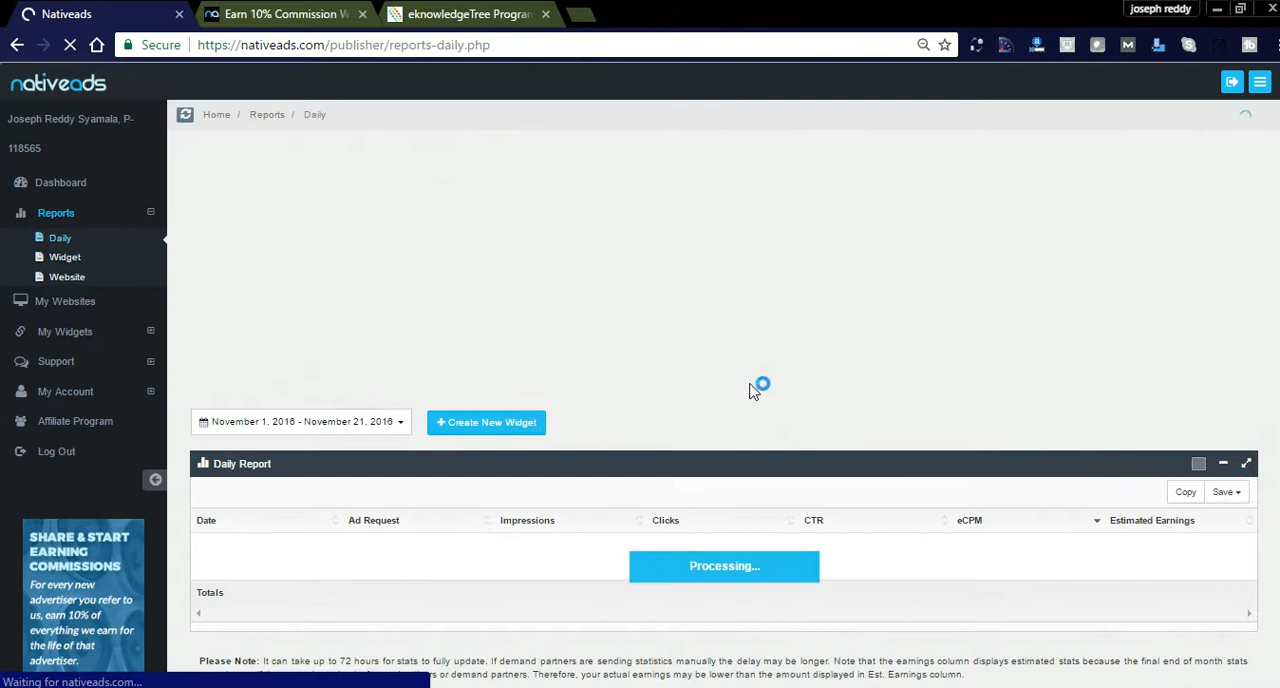 Nativeads
Earn 10% Commission W
eknowledgeTree Program
joseph reddy
Secure
https://nativeads.com/publisher/reports-daily.php
nativeads
Joseph Reddy Syamala, P-
118565
Home / Reports / Daily
Dashboard
Reports
Daily
Widget
Website
My Websites
My Widgets
Support
My Account
Affiliate Program
Log Out
November 1, 2016 - November 21, 2016
Create New Widget
Daily Report
Copy
Save
Date
Ad Request
Impressions
Clicks
CTR
eCPM
Estimated Earnings
Processing...
Totals
SHARE & START
EARNING
COMMISSIONS
For every new
advertiser you refer to
us, earn 10% of
everything we earn for
the life of that
advertiser.
Please Note: It can take up to 72 hours for stats to fully update. If demand partners are sending statistics manually the delay may be longer. Note that the earnings column displays estimated stats because the final end of month stats
or demand partners. Therefore, your actual earnings may be lower than the amount displayed in Est. Earnings column.
Waiting for nativeads.com...